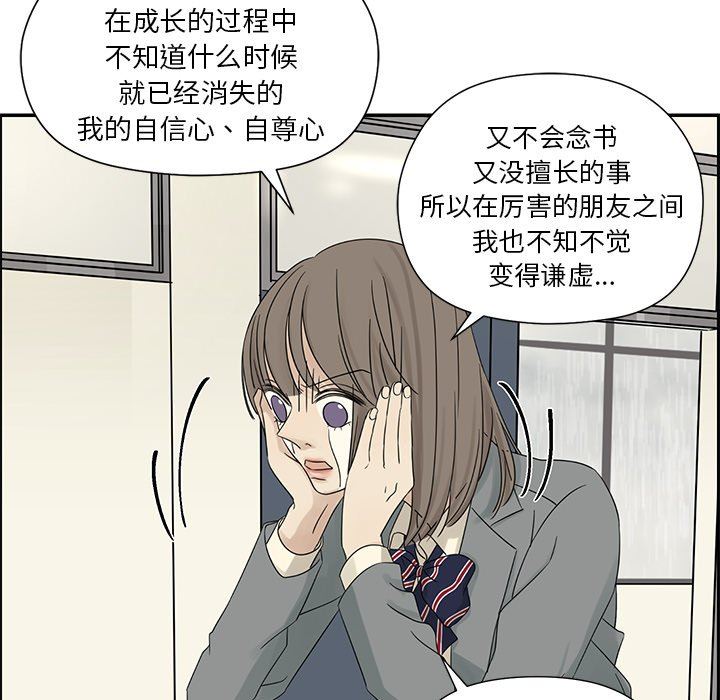 在成长的过程中
不知道什么时候
就已经消失的
我的自信心、自尊心
又不会念书
又没擅长的事
所以在厉害的朋友之间
我也不知不觉
变得谦虚...